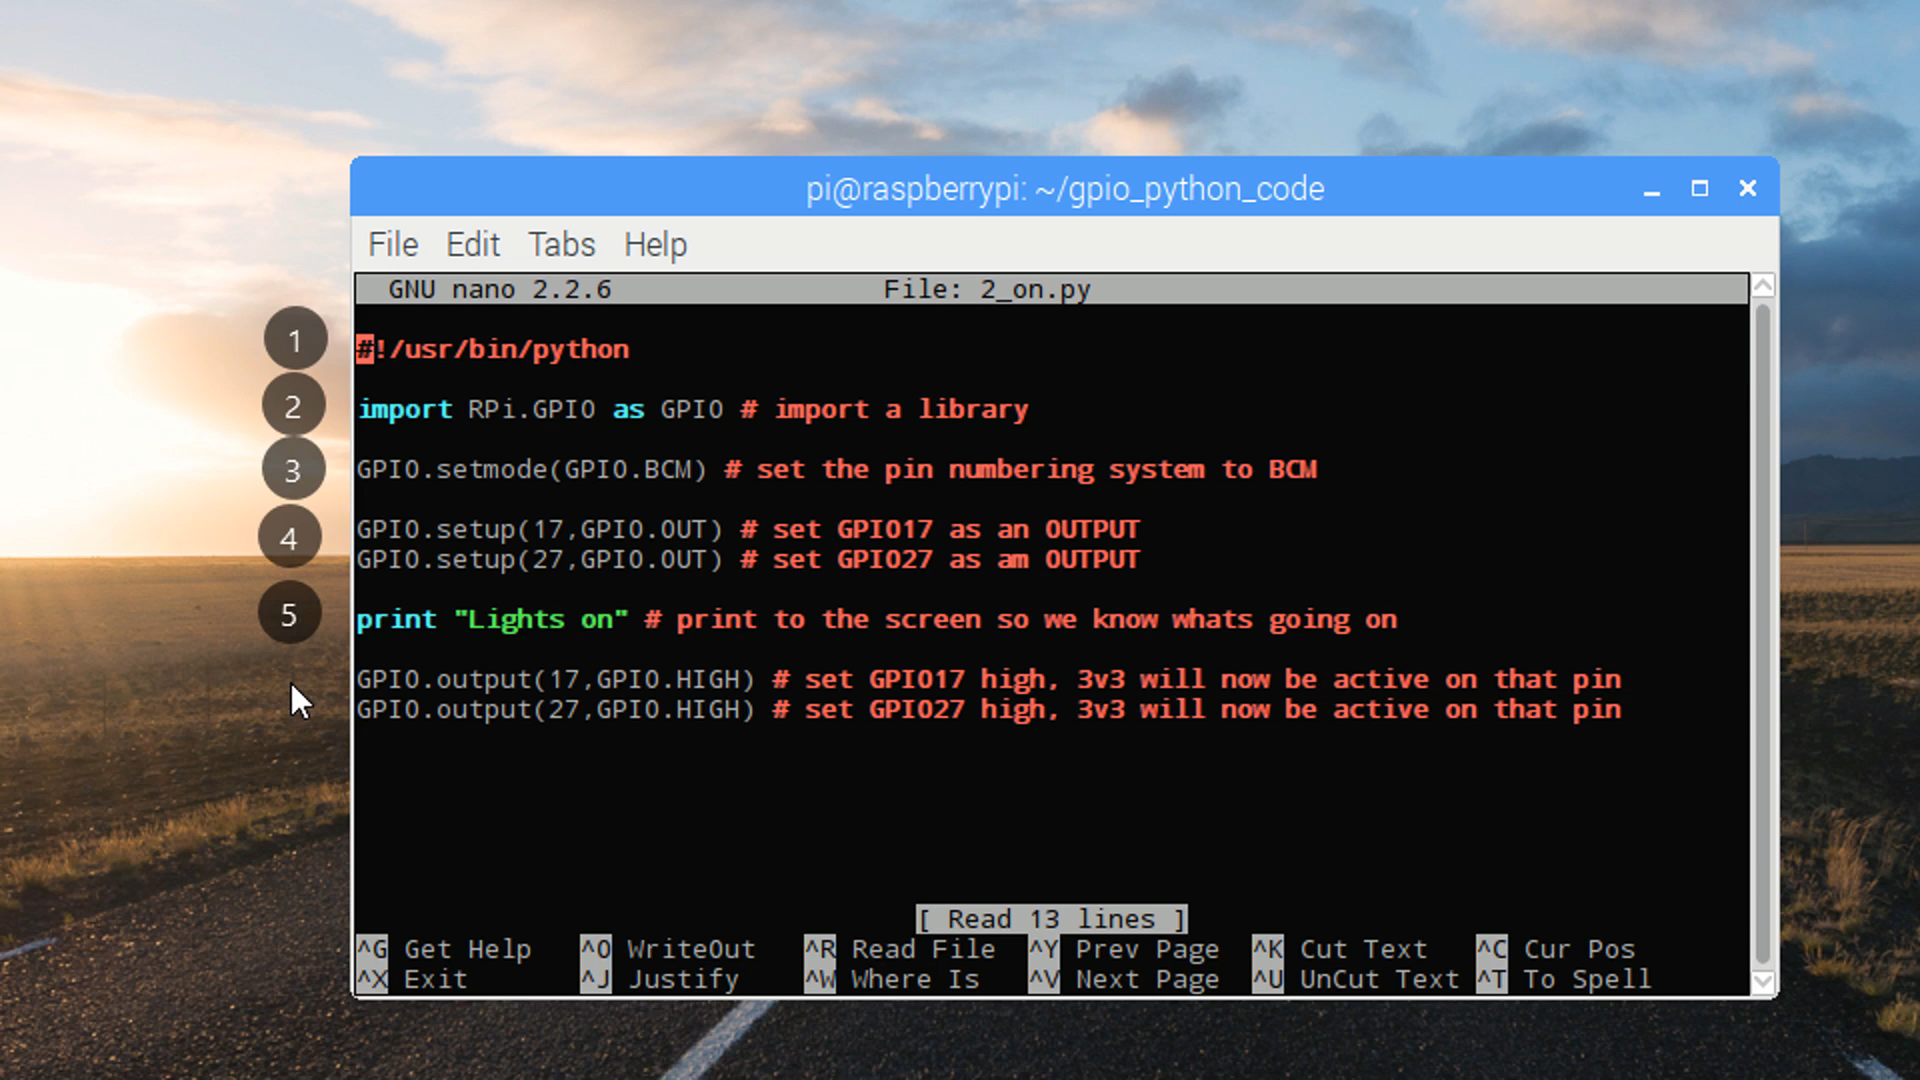 pi@raspberrypi: ~/gpio_python_code
File Edit Tabs Help
GNU nano 2.2.6 File: 2_on.py
1
#!/usr/bin/python
2
import RPi.GPIO as GPIO # import a library
3
GPIO.setmode(GPIO.BCM) # set the pin numbering system to BCM
4
GPIO.setup(17,GPIO.OUT) # set GPIO17 as an OUTPUT
GPIO.setup(27,GPIO.OUT) # set GPIO27 as am OUTPUT
5
print "Lights on" # print to the screen so we know whats going on
GPIO.output(17,GPIO.HIGH) # set GPIO17 high, 3v3 will now be active on that pin
GPIO.output(27,GPIO.HIGH) # set GPIO27 high, 3v3 will now be active on that pin
[ Read 13 lines ]
^G Get Help ^O WriteOut ^R Read File ^Y Prev Page ^K Cut Text ^C Cur Pos
^X Exit ^J Justify ^W Where Is ^V Next Page ^U UnCut Text ^T To Spell